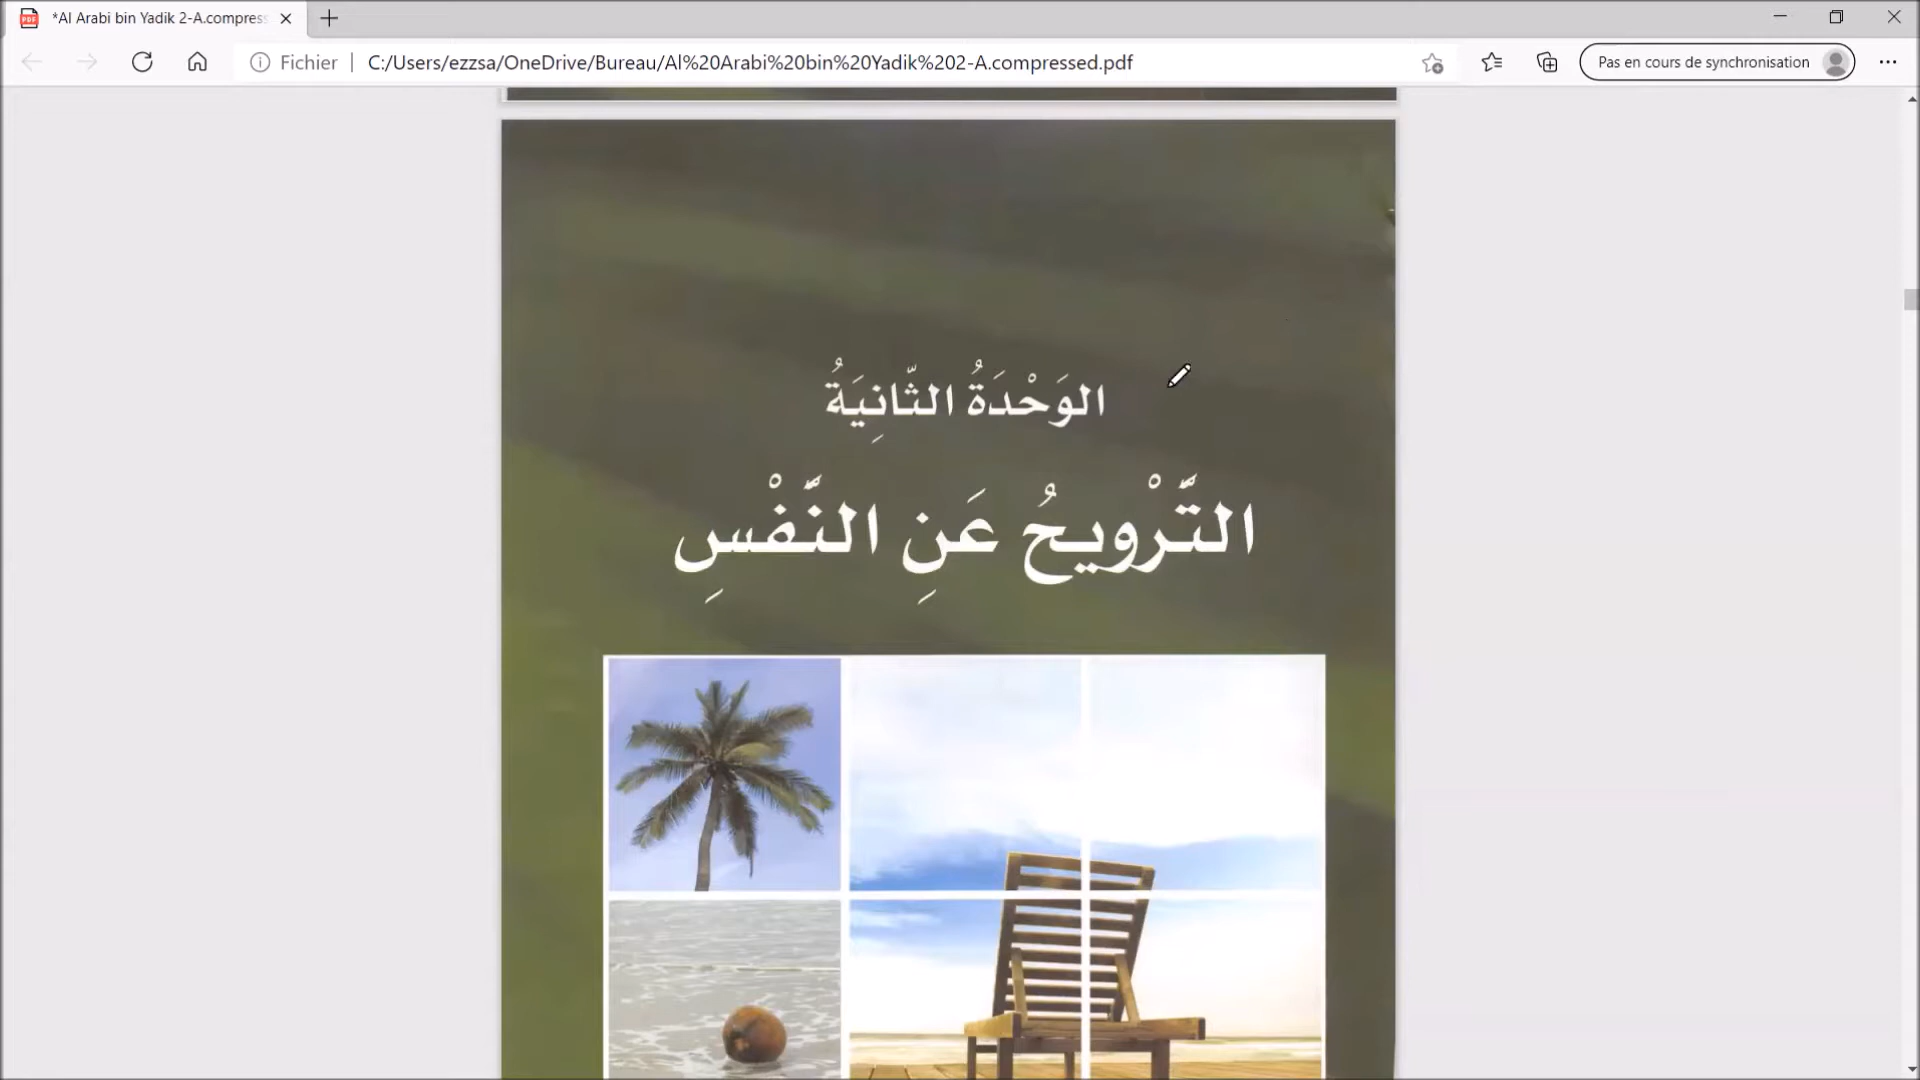 *Al Arabi bin Yadik 2-A.compress
Fichier
C:/Users/ezzsa/OneDrive/Bureau/Al%20Arabi%20bin%20Yadik%202-A.compressed.pdf
Pas en cours de synchronisation
الوَحْدَةُ الثّانِيَةُ
التَّرْويحُ عَنِ النَّفْسِ